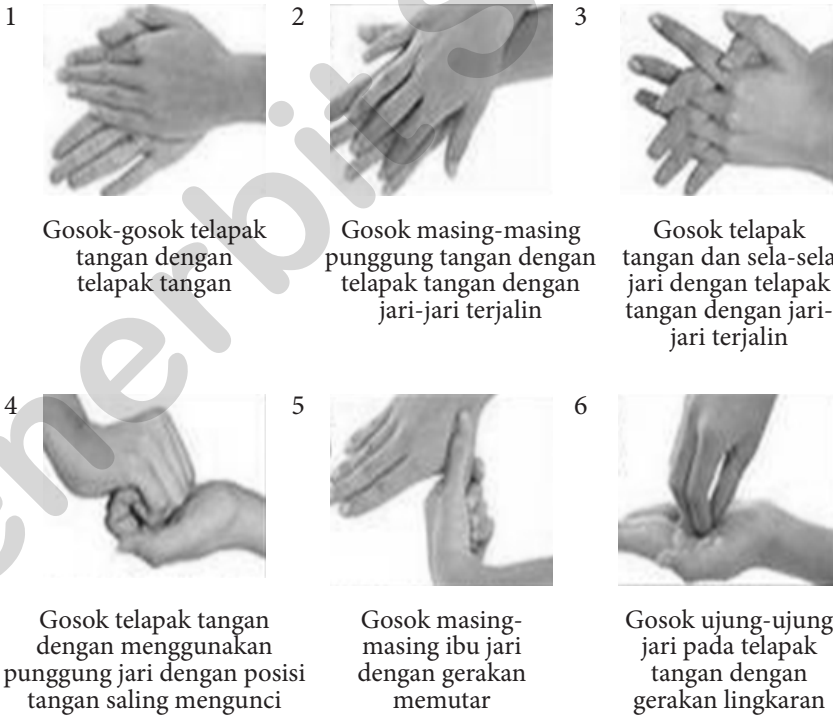 1
2
3
Gosok-gosok telapak
tangan dengan
telapak tangan
Gosok masing-masing
punggung tangan dengan
telapak tangan dengan
jari-jari terjalin
Gosok telapak
tangan dan sela-sela
jari dengan telapak
tangan dengan jari-
jari terjalin
4
5
6
Gosok telapak tangan
dengan menggunakan
punggung jari dengan posisi
tangan saling mengunci
Gosok masing-
masing ibu jari
dengan gerakan
memutar
Gosok ujung-ujung
jari pada telapak
tangan dengan
gerakan lingkaran
enerbit S